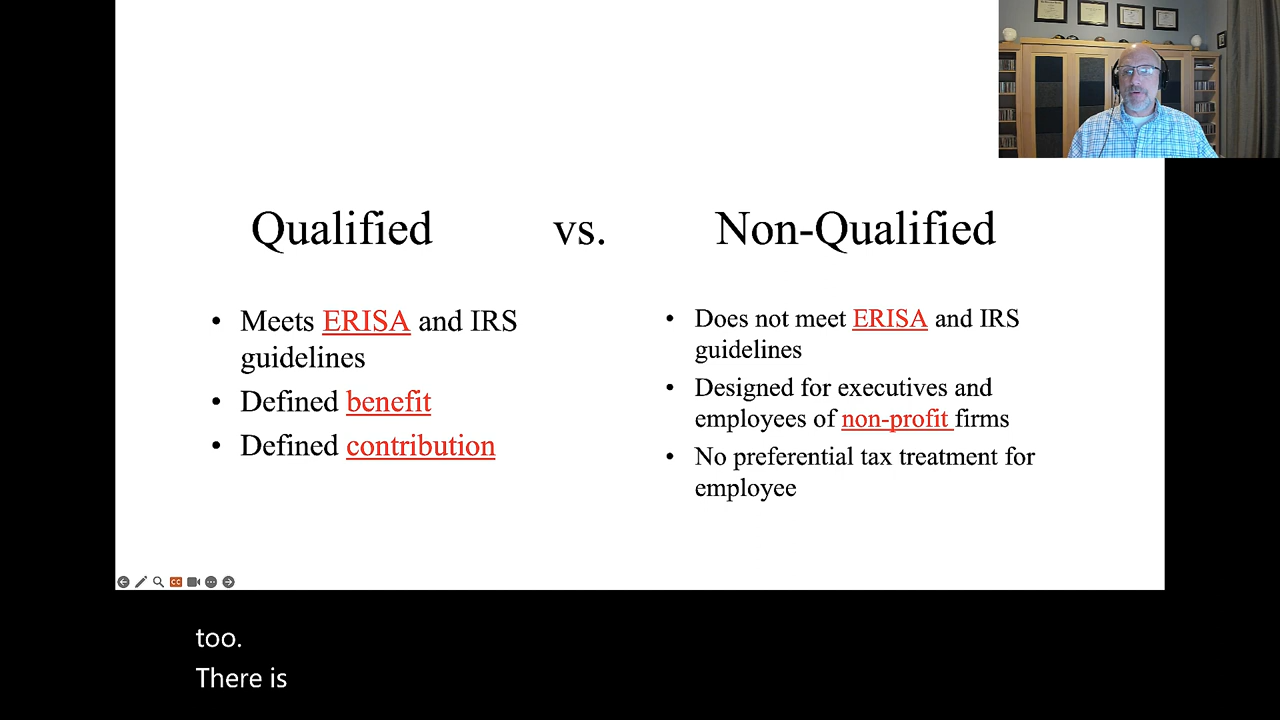 Qualified vs. Non-Qualified
• Meets ERISA and IRS
guidelines
• Defined benefit
• Defined contribution
• Does not meet ERISA and IRS
guidelines
• Designed for executives and
employees of non-profit firms
• No preferential tax treatment for
employee
CC
too.
There is